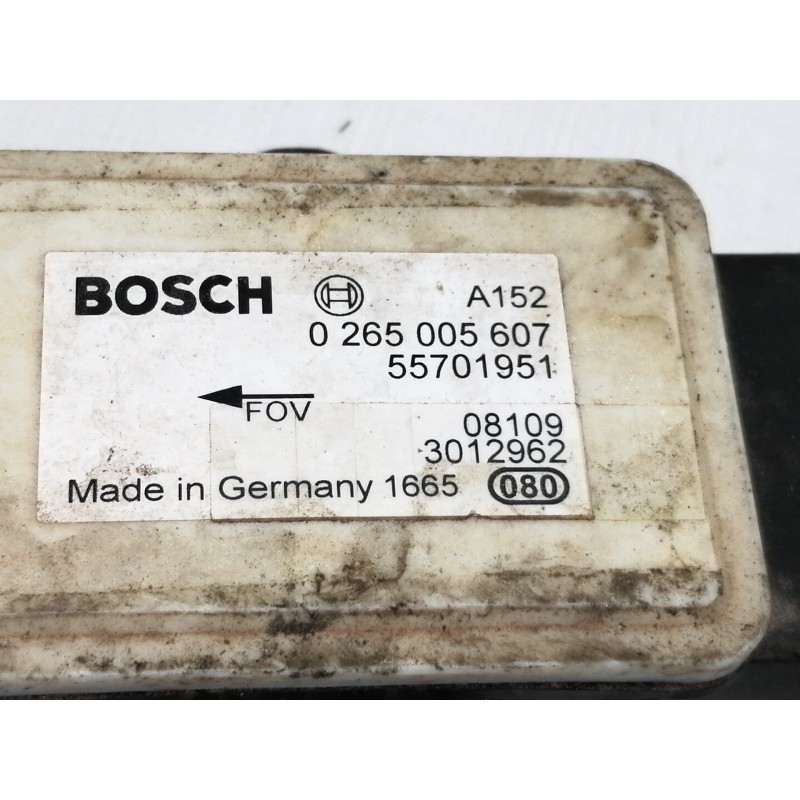 BOSCH A152
0 265 005 607
55701951
FOV
08109
3012962
Made in Germany 1665 080